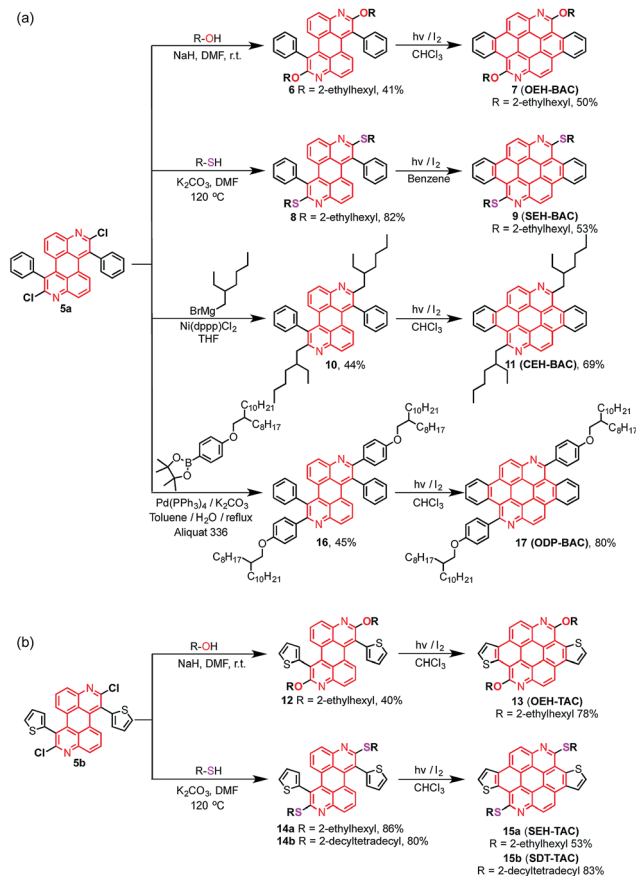 (a)
R-OH
NaH, DMF, r.t.
OR
N
N
RO
6 R = 2-ethylhexyl, 41%
hν / I2
CHCl3
OR
N
N
RO
7 (OEH-BAC)
R = 2-ethylhexyl, 50%
R-SH
K2CO3, DMF
120 ºC
N
SR
RS
N
8 R = 2-ethylhexyl, 82%
hν / I2
Benzene
N
SR
RS
N
9 (SEH-BAC)
R = 2-ethylhexyl, 53%
N
Cl
Cl
N
5a
BrMg
Ni(dppp)Cl2
THF
N
N
10, 44%
hν / I2
CHCl3
N
N
11 (CEH-BAC), 69%
C10H21
C8H17
O
O
B
O
Pd(PPh3)4 / K2CO3
Toluene / H2O / reflux
Aliquat 336
C10H21
O
C8H17
N
N
O
C8H17
C10H21
16, 45%
hν / I2
CHCl3
C10H21
O
C8H17
N
N
O
C8H17
C10H21
17 (ODP-BAC), 80%
(b)
R-OH
NaH, DMF, r.t.
OR
N
S
S
N
RO
12 R = 2-ethylhexyl, 40%
hν / I2
CHCl3
OR
N
S
S
N
RO
13 (OEH-TAC)
R = 2-ethylhexyl 78%
N
Cl
S
S
Cl
N
5b
R-SH
K2CO3, DMF
120 ºC
N
SR
S
S
N
RS
14a R = 2-ethylhexyl, 86%
14b R = 2-decyltetradecyl, 80%
hν / I2
CHCl3
N
SR
S
S
N
RS
15a (SEH-TAC)
R = 2-ethylhexyl 53%
15b (SDT-TAC)
R = 2-decyltetradecyl 83%